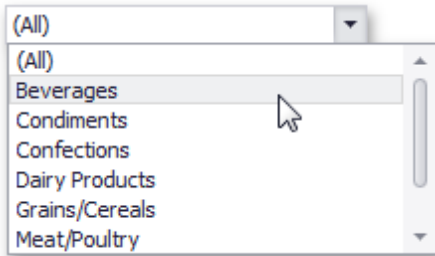 (All)
(All)
Beverages
Condiments
Confections
Dairy Products
Grains/Cereals
Meat/Poultry